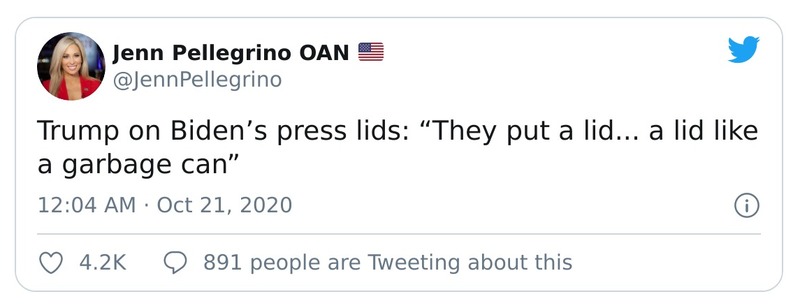 Jenn Pellegrino OAN 🇺🇸
@JennPellegrino
Trump on Biden’s press lids: “They put a lid... a lid like
a garbage can”
12:04 AM · Oct 21, 2020
4.2K 891 people are Tweeting about this